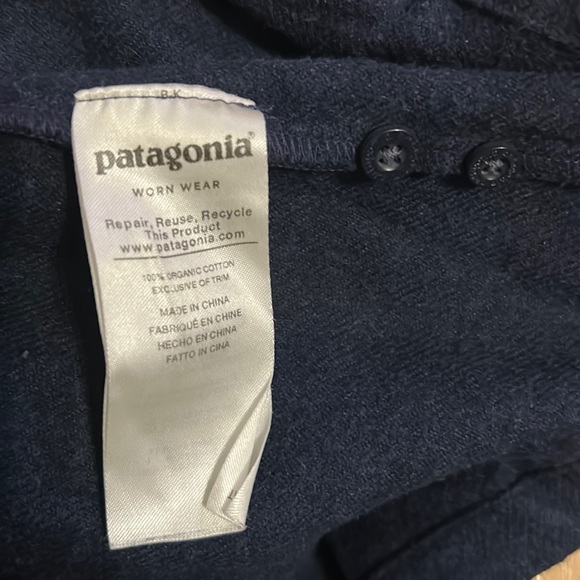 B-K
patagonia®
WORN WEAR
Repair, Reuse, Recycle
This Product
www.patagonia.com
100% ORGANIC COTTON
EXCLUSIVE OF TRIM
MADE IN CHINA
FABRIQUÉ EN CHINE
HECHO EN CHINA
FATTO IN CINA